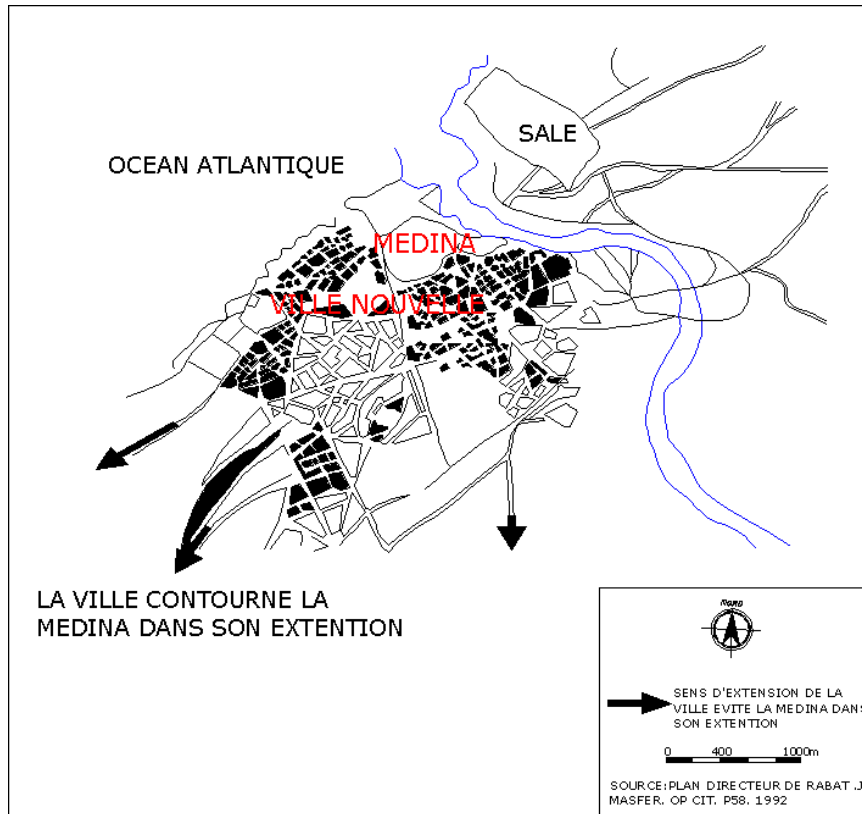 SALE
OCEAN ATLANTIQUE
MEDINA
VILLE NOUVELLE
LA VILLE CONTOURNE LA
MEDINA DANS SON EXTENTION
NORD
SENS D'EXTENSION DE LA
VILLE EVITE LA MEDINA DANS
SON EXTENTION
0 400 1000m
SOURCE:PLAN DIRECTEUR DE RABAT .J
MASFER. OP CIT. P58. 1992